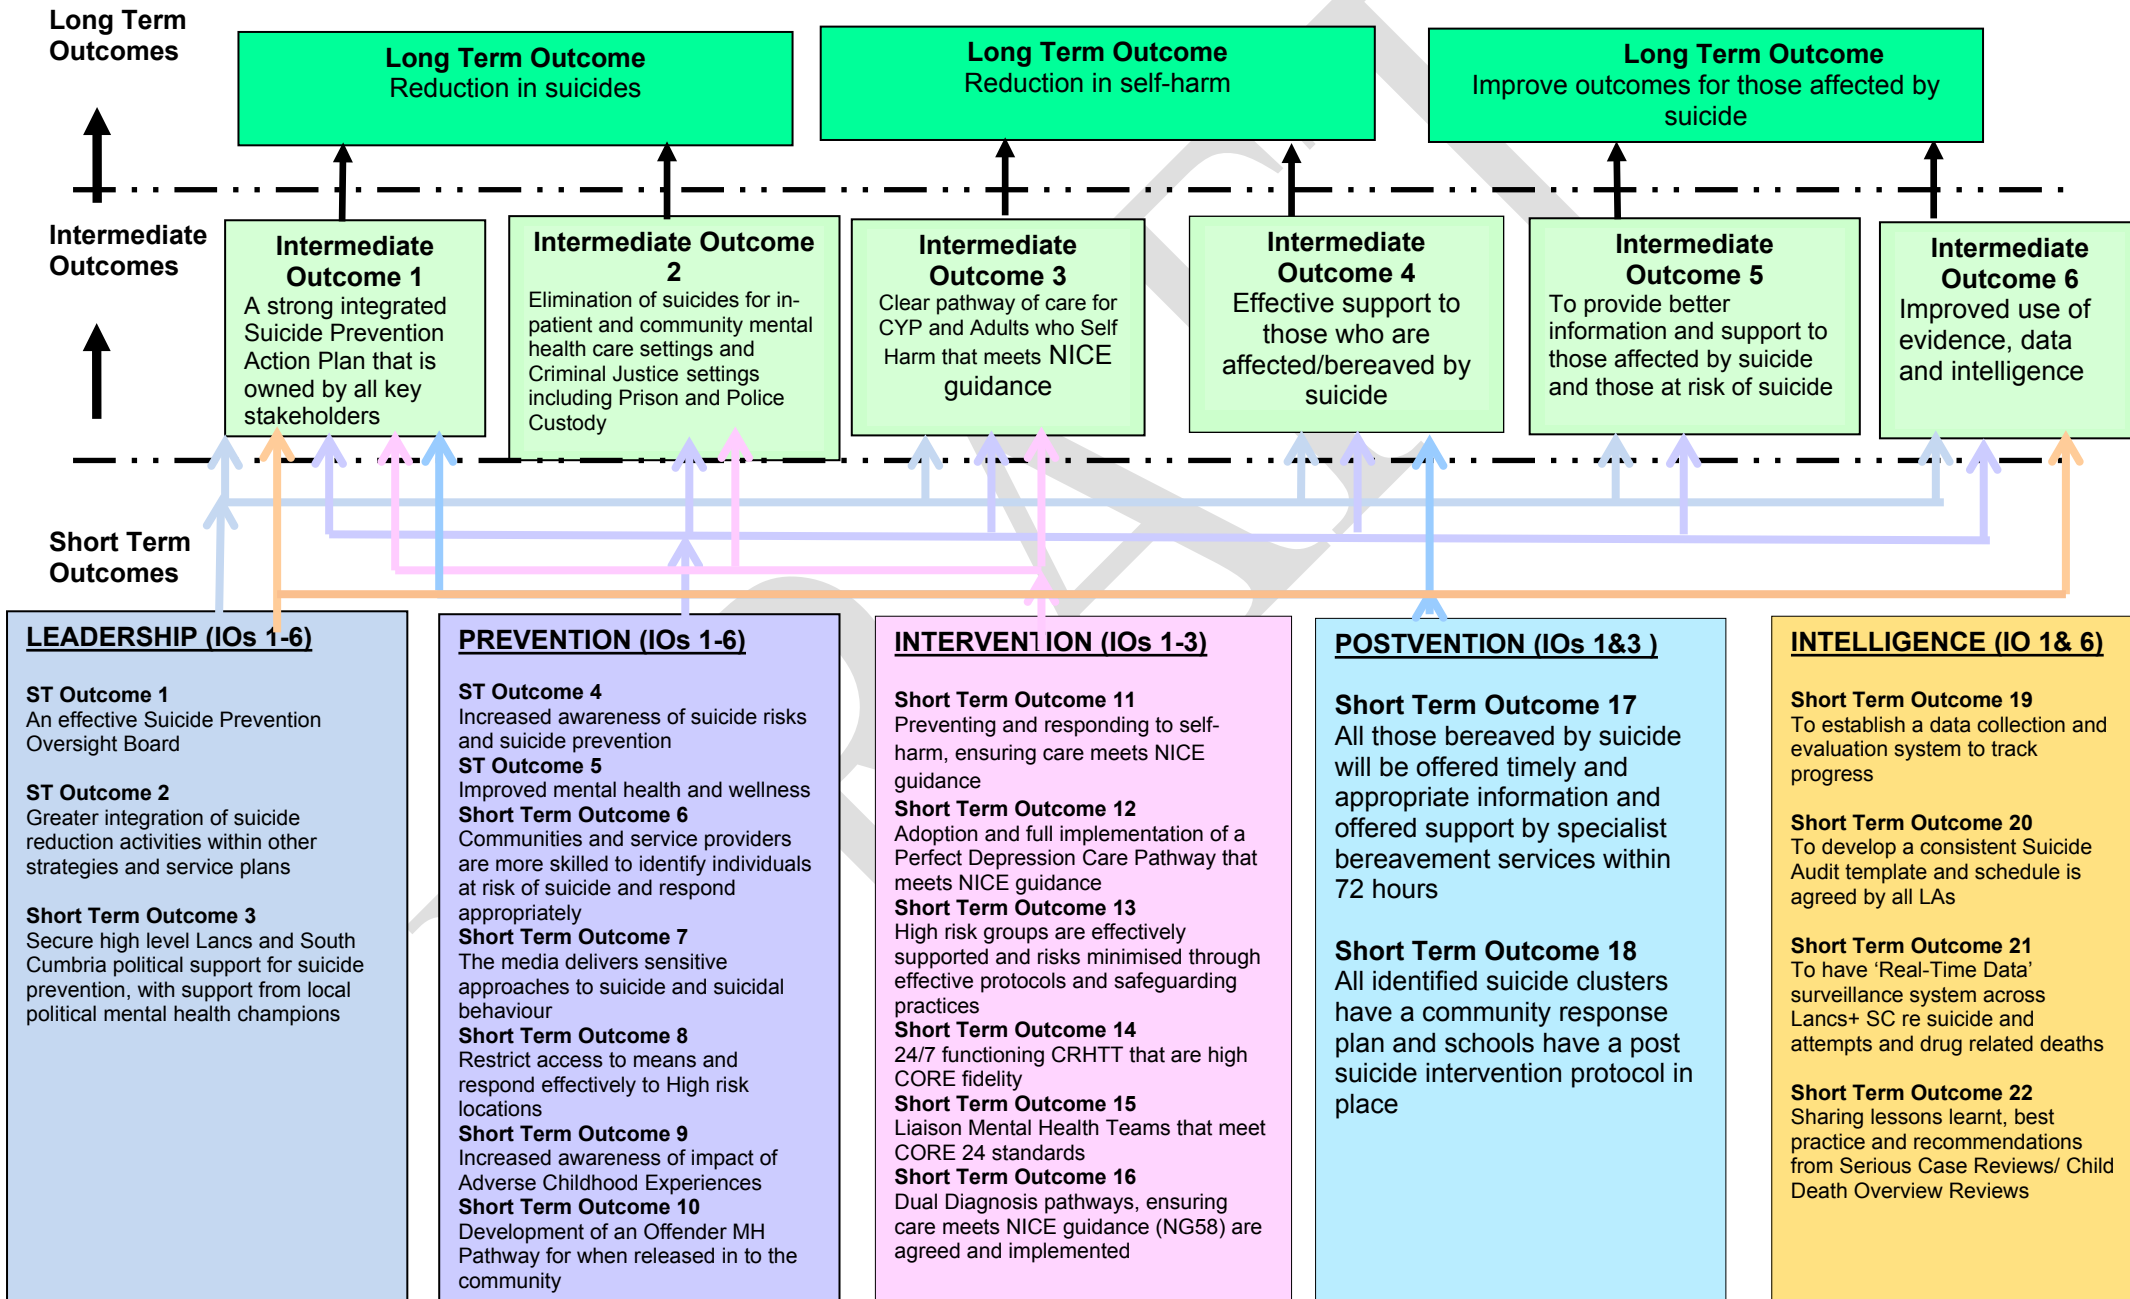 Long Term
Outcomes
Long Term Outcome
Reduction in suicides
Long Term Outcome
Reduction in self-harm
Long Term Outcome
Improve outcomes for those affected by
suicide
Intermediate
Outcomes
Intermediate
Outcome 1
A strong integrated
Suicide Prevention
Action Plan that is
owned by all key
stakeholders
Intermediate Outcome
2
Elimination of suicides for in-
patient and community mental
health care settings and
Criminal Justice settings
including Prison and Police
Custody
Intermediate
Outcome 3
Clear pathway of care for
CYP and Adults who Self
Harm that meets NICE
guidance
Intermediate
Outcome 4
Effective support to
those who are
affected/bereaved by
suicide
Intermediate
Outcome 5
To provide better
information and support to
those affected by suicide
and those at risk of suicide
Intermediate
Outcome 6
Improved use of
evidence, data
and intelligence
Short Term
Outcomes
LEADERSHIP (IOs 1-6)
ST Outcome 1
An effective Suicide Prevention
Oversight Board
ST Outcome 2
Greater integration of suicide
reduction activities within other
strategies and service plans
Short Term Outcome 3
Secure high level Lancs and South
Cumbria political support for suicide
prevention, with support from local
political mental health champions
PREVENTION (IOs 1-6)
ST Outcome 4
Increased awareness of suicide risks
and suicide prevention
ST Outcome 5
Improved mental health and wellness
Short Term Outcome 6
Communities and service providers
are more skilled to identify individuals
at risk of suicide and respond
appropriately
Short Term Outcome 7
The media delivers sensitive
approaches to suicide and suicidal
behaviour
Short Term Outcome 8
Restrict access to means and
respond effectively to High risk
locations
Short Term Outcome 9
Increased awareness of impact of
Adverse Childhood Experiences
Short Term Outcome 10
Development of an Offender MH
Pathway for when released in to the
community
INTERVENTION (IOs 1-3)
Short Term Outcome 11
Preventing and responding to self-
harm, ensuring care meets NICE
guidance
Short Term Outcome 12
Adoption and full implementation of a
Perfect Depression Care Pathway that
meets NICE guidance
Short Term Outcome 13
High risk groups are effectively
supported and risks minimised through
effective protocols and safeguarding
practices
Short Term Outcome 14
24/7 functioning CRHTT that are high
CORE fidelity
Short Term Outcome 15
Liaison Mental Health Teams that meet
CORE 24 standards
Short Term Outcome 16
Dual Diagnosis pathways, ensuring
care meets NICE guidance (NG58) are
agreed and implemented
POSTVENTION (IOs 1&3 )
Short Term Outcome 17
All those bereaved by suicide
will be offered timely and
appropriate information and
offered support by specialist
bereavement services within
72 hours
Short Term Outcome 18
All identified suicide clusters
have a community response
plan and schools have a post
suicide intervention protocol in
place
INTELLIGENCE (IO 1& 6)
Short Term Outcome 19
To establish a data collection and
evaluation system to track
progress
Short Term Outcome 20
To develop a consistent Suicide
Audit template and schedule is
agreed by all LAs
Short Term Outcome 21
To have ‘Real-Time Data’
surveillance system across
Lancs+ SC re suicide and
attempts and drug related deaths
Short Term Outcome 22
Sharing lessons learnt, best
practice and recommendations
from Serious Case Reviews/ Child
Death Overview Reviews